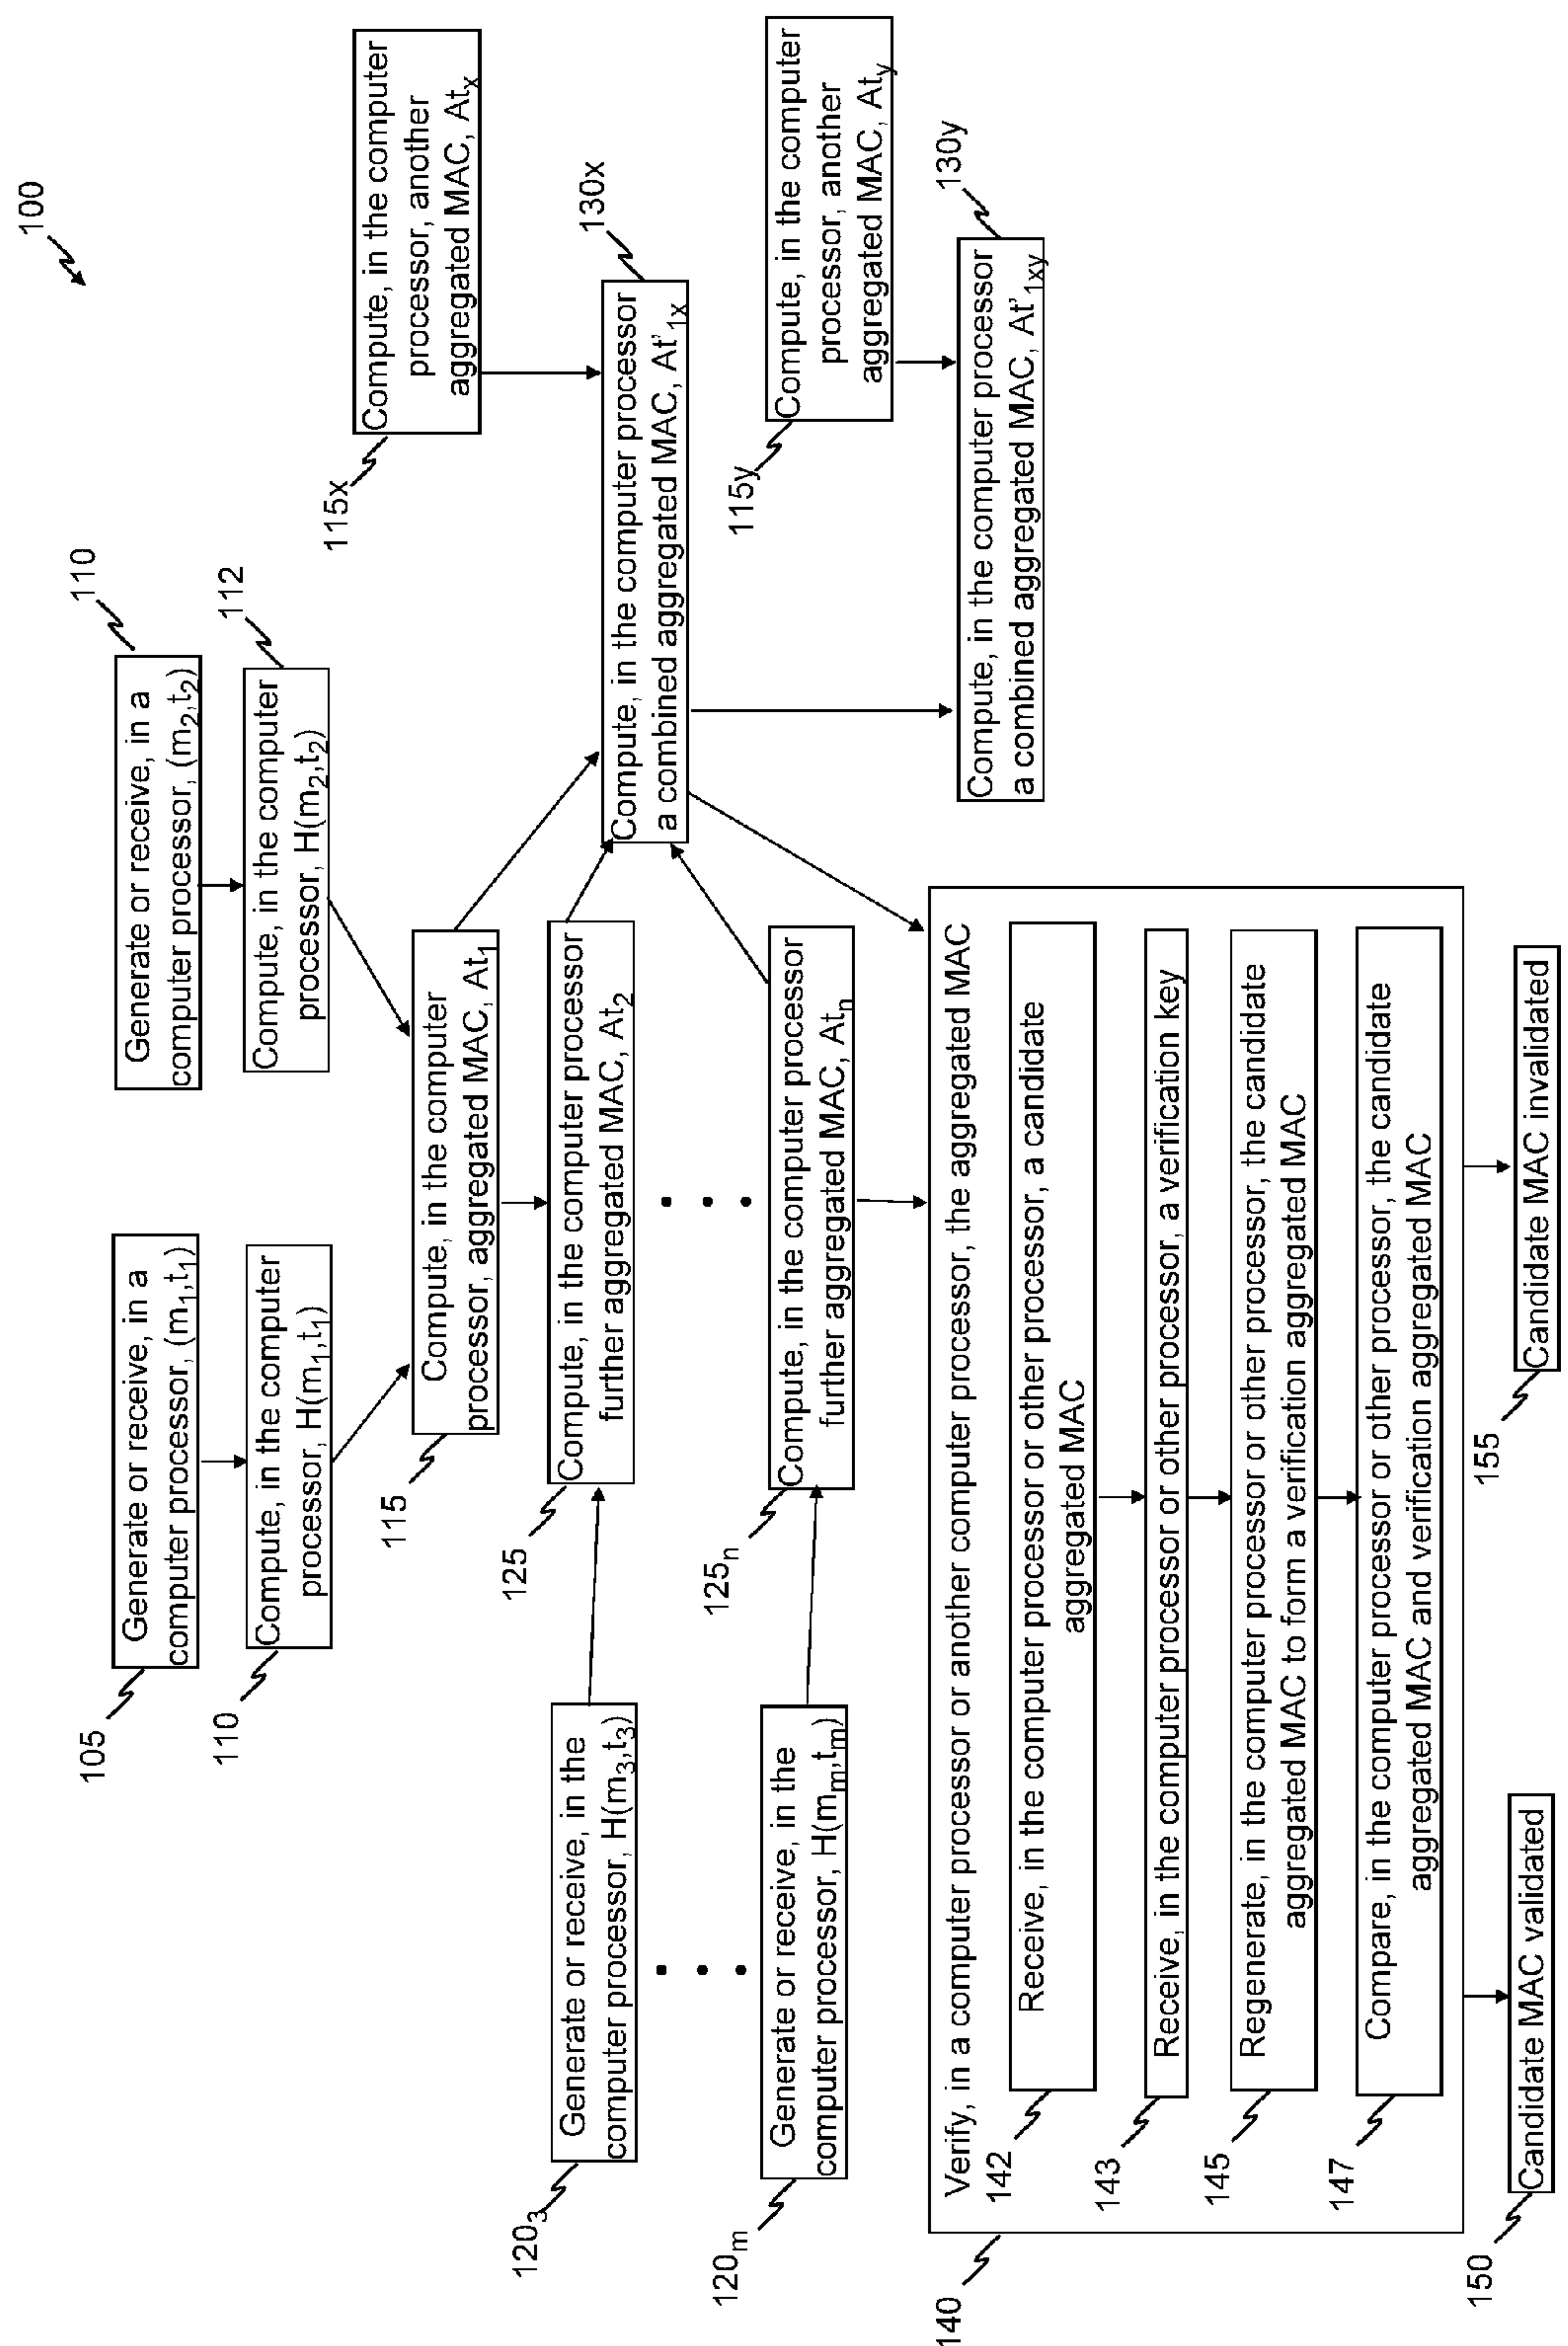 100
105
Generate or receive, in a
computer processor, (m₁,t₁)
Generate or receive, in a
computer processor, (m₂,t₂)
110
110
Compute, in the computer
processor, H(m₁,t₁)
Compute, in the computer
processor, H(m₂,t₂)
112
115
Compute, in the computer
processor, aggregated MAC, At₁
115x
Compute, in the computer
processor, another
aggregated MAC, Atₓ
120₃
Generate or receive, in the
computer processor, H(m₃,t₃)
125
Compute, in the computer processor
further aggregated MAC, At₂
Compute, in the computer processor
a combined aggregated MAC, At'₁ₓ
130x
120ₘ
Generate or receive, in the
computer processor, H(mₘ,tₘ)
125ₙ
Compute, in the computer processor
further aggregated MAC, Atₙ
115y
Compute, in the computer
processor, another
aggregated MAC, At_y
Compute, in the computer processor
a combined aggregated MAC, At'_1xy
130y
140
Verify, in a computer processor or another computer processor, the aggregated MAC
142
Receive, in the computer processor or other processor, a candidate
aggregated MAC
143
Receive, in the computer processor or other processor, a verification key
145
Regenerate, in the computer processor or other processor, the candidate
aggregated MAC to form a verification aggregated MAC
147
Compare, in the computer processor or other processor, the candidate
aggregated MAC and verification aggregated MAC
150
Candidate MAC validated
155
Candidate MAC invalidated